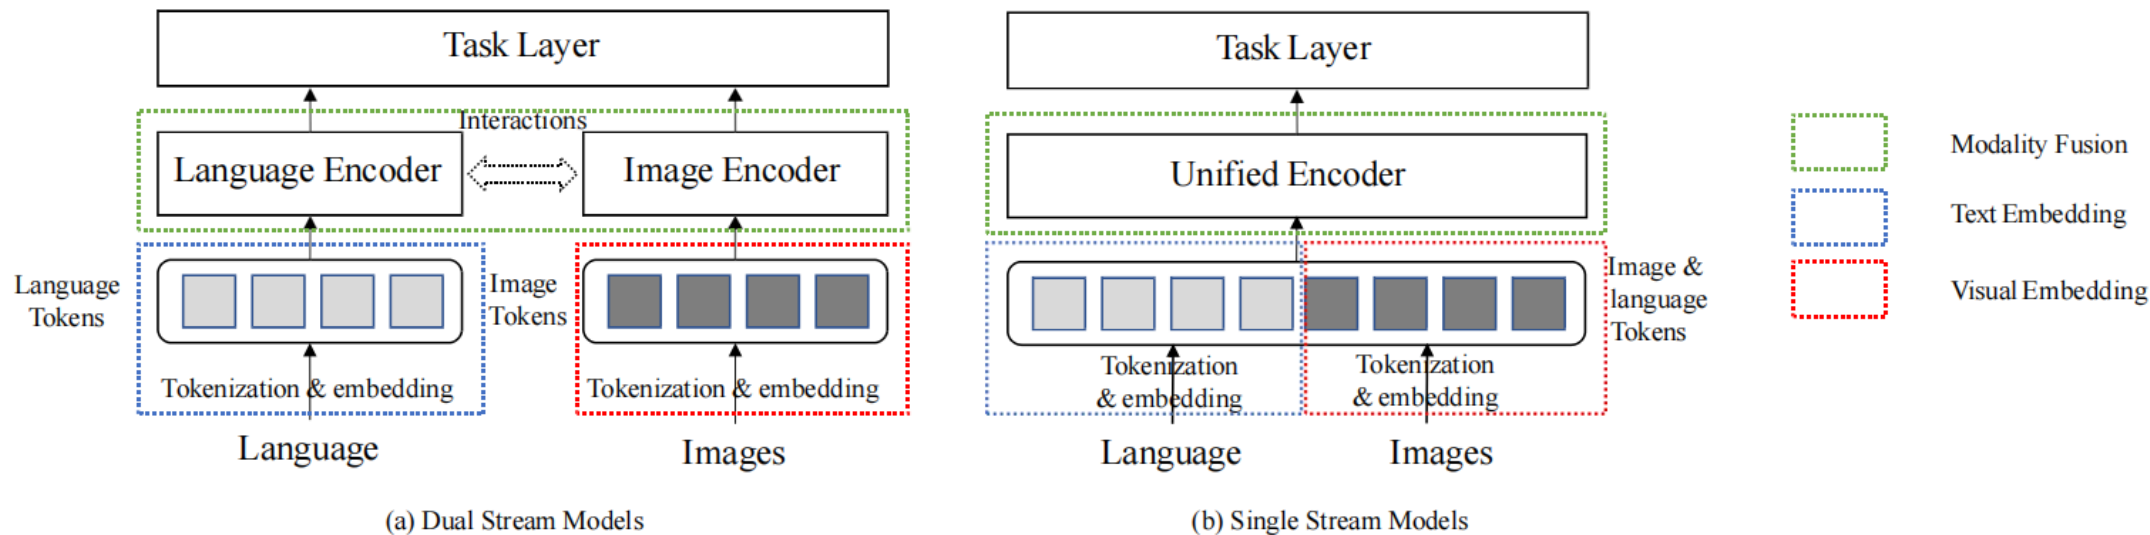 Task Layer
Interactions
Language Encoder
Image Encoder
Language
Tokens
Image
Tokens
Tokenization & embedding
Tokenization & embedding
Language
Images
(a) Dual Stream Models
Task Layer
Unified Encoder
Image &
language
Tokens
Tokenization
& embedding
Tokenization
& embedding
Language
Images
(b) Single Stream Models
Modality Fusion
Text Embedding
Visual Embedding